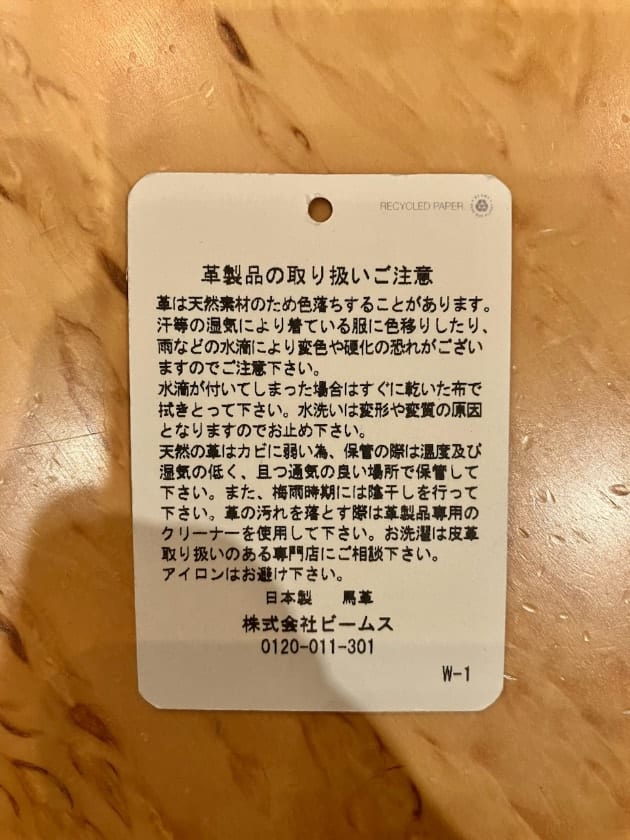 RECYCLED PAPER
革製品の取り扱いご注意
革は天然素材のため色落ちすることがあります。
汗等の湿気により着ている服に色移りしたり、
雨などの水滴により変色や硬化の恐れがござい
ますのでご注意下さい。
水滴が付いてしまった場合はすぐに乾いた布で
拭きとって下さい。水洗いは変形や変質の原因
となりますのでお止め下さい。
天然の革はカビに弱い為、保管の際は温度及び
湿気の低く、且つ通気の良い場所で保管して
下さい。また、梅雨時期には陰干しを行って
下さい。革の汚れを落とす際は革製品専用の
クリーナーを使用して下さい。お洗濯は皮革
取り扱いのある専門店にご相談下さい。
アイロンはお避け下さい。
日本製 馬革
株式会社ビームス
0120-011-301
W-1